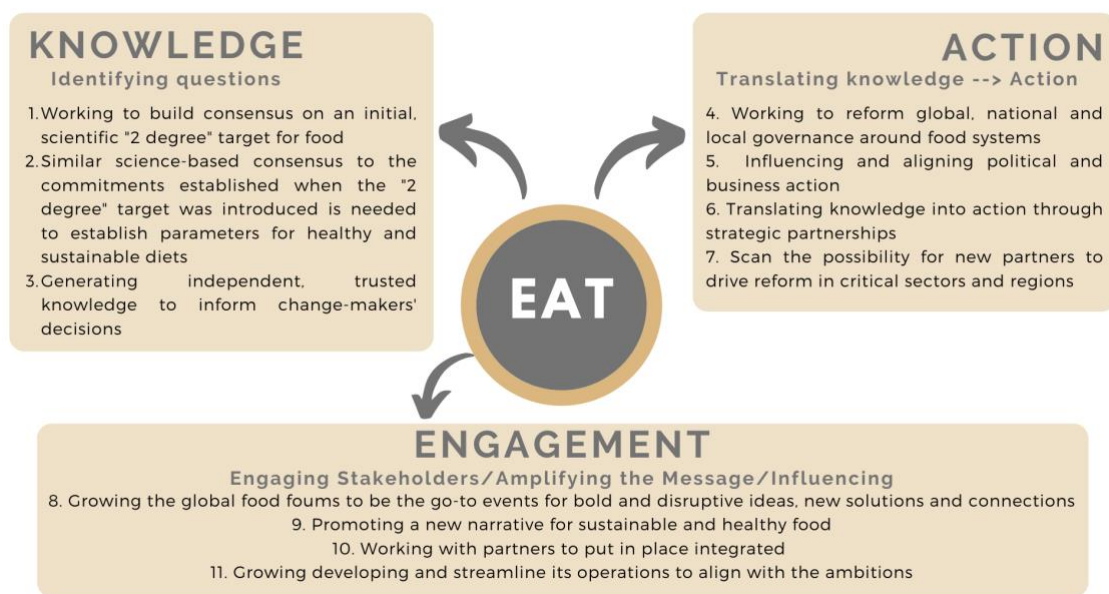 KNOWLEDGE
Identifying questions
1.Working to build consensus on an initial,
scientific "2 degree" target for food
2.Similar science-based consensus to the
commitments established when the "2
degree" target was introduced is needed
to establish parameters for healthy and
sustainable diets
3.Generating independent, trusted
knowledge to inform change-makers'
decisions
ACTION
Translating knowledge --> Action
4. Working to reform global, national and
local governance around food systems
5. Influencing and aligning political and
business action
6. Translating knowledge into action through
strategic partnerships
7. Scan the possibility for new partners to
drive reform in critical sectors and regions
EAT
ENGAGEMENT
Engaging Stakeholders/Amplifying the Message/Influencing
8. Growing the global food foums to be the go-to events for bold and disruptive ideas, new solutions and connections
9. Promoting a new narrative for sustainable and healthy food
10. Working with partners to put in place integrated
11. Growing developing and streamline its operations to align with the ambitions